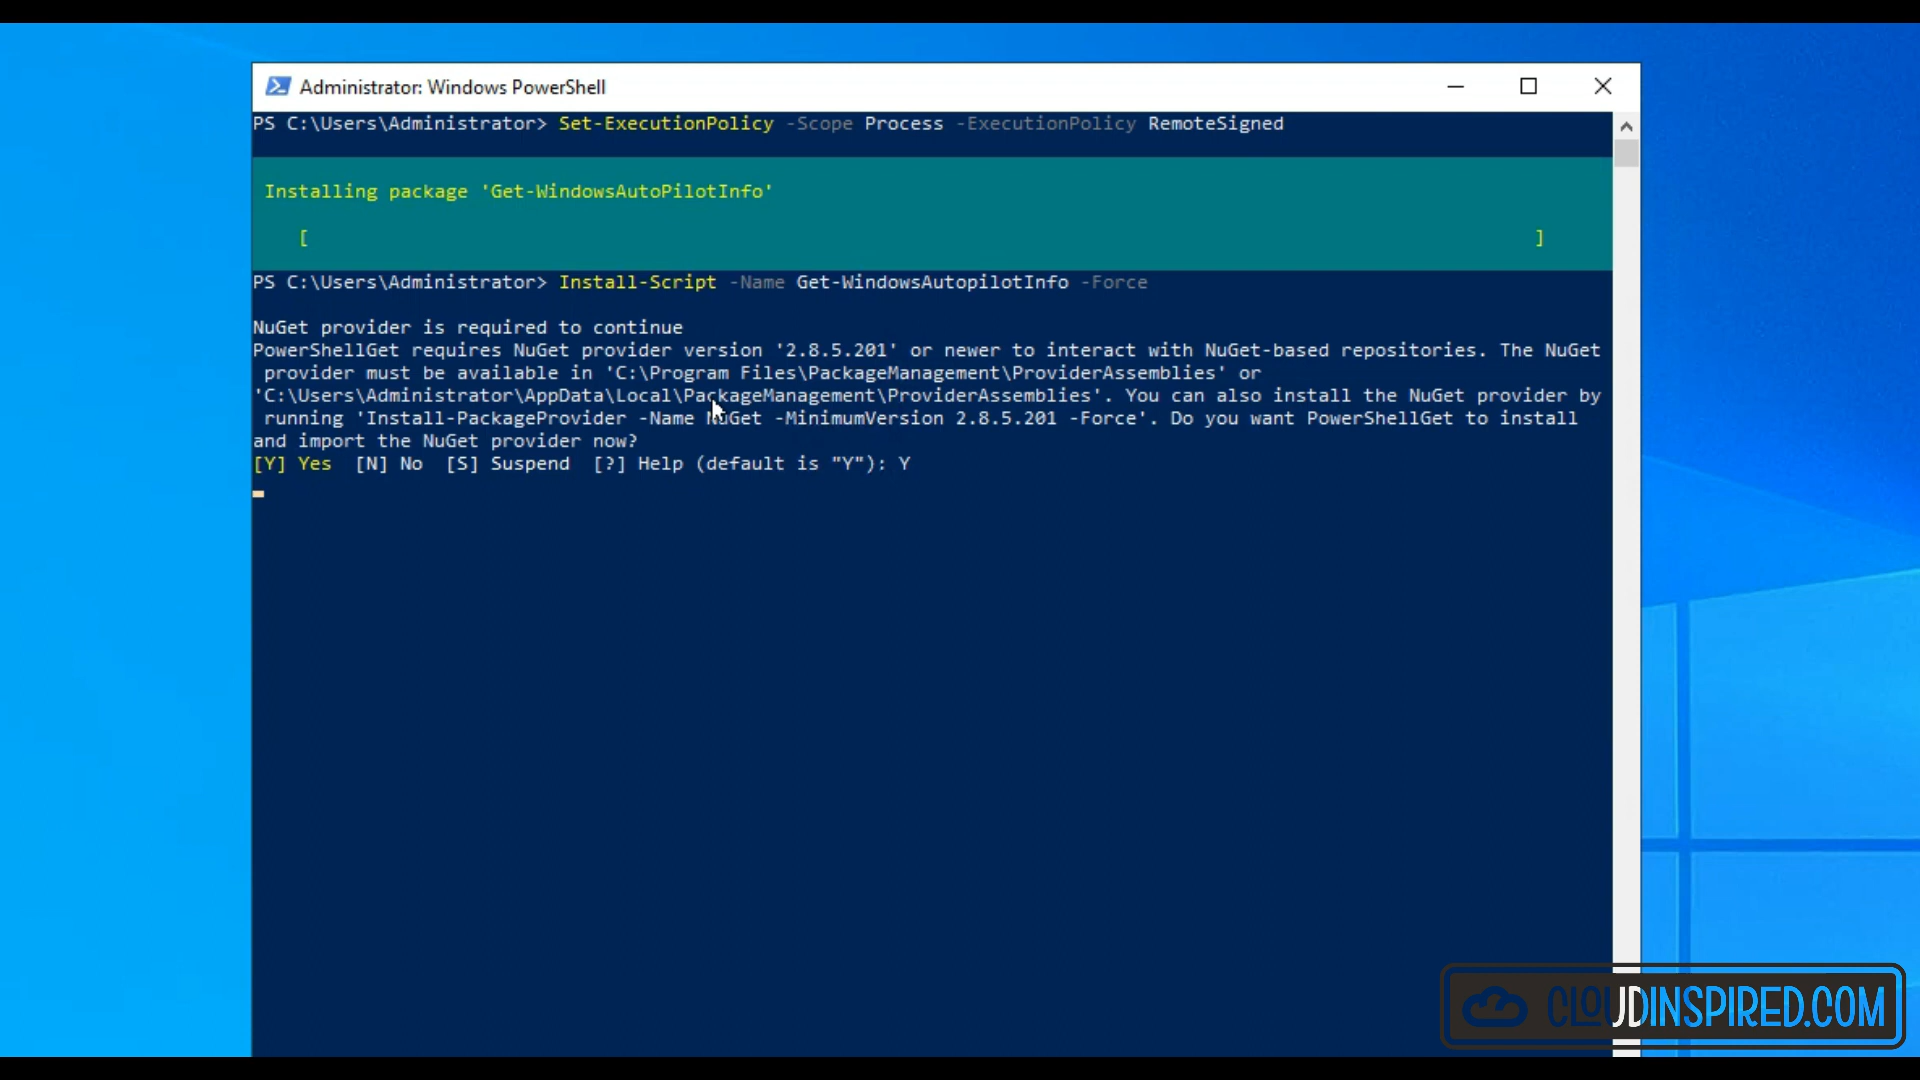 Administrator: Windows PowerShell
PS C:\Users\Administrator> Set-ExecutionPolicy -Scope Process -ExecutionPolicy RemoteSigned
Installing package 'Get-WindowsAutoPilotInfo'
[ ]
PS C:\Users\Administrator> Install-Script -Name Get-WindowsAutopilotInfo -Force
NuGet provider is required to continue
PowerShellGet requires NuGet provider version '2.8.5.201' or newer to interact with NuGet-based repositories. The NuGet
provider must be available in 'C:\Program Files\PackageManagement\ProviderAssemblies' or
'C:\Users\Administrator\AppData\Local\PackageManagement\ProviderAssemblies'. You can also install the NuGet provider by
running 'Install-PackageProvider -Name NuGet -MinimumVersion 2.8.5.201 -Force'. Do you want PowerShellGet to install
and import the NuGet provider now?
[Y] Yes  [N] No  [S] Suspend  [?] Help (default is "Y"): Y
CLOUDINSPIRED.COM